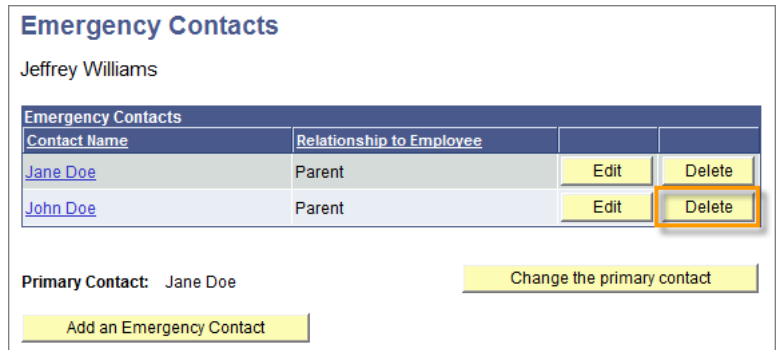 Emergency Contacts
Jeffrey Williams
Emergency Contacts
Contact Name Relationship to Employee
Jane Doe Parent Edit Delete
John Doe Parent Edit Delete
Primary Contact: Jane Doe Change the primary contact
Add an Emergency Contact